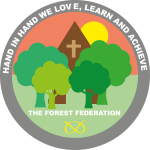 HAND IN HAND WE LOVE, LEARN AND ACHIEVE
THE FOREST FEDERATION